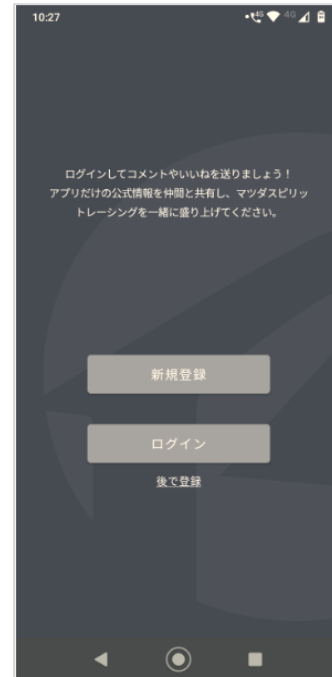 10:27
4G
4G
ログインしてコメントやいいねを送りましょう！
アプリだけの公式情報を仲間と共有し、マツダスピリッ
トレーシングを一緒に盛り上げてください。
新規登録
ログイン
後で登録